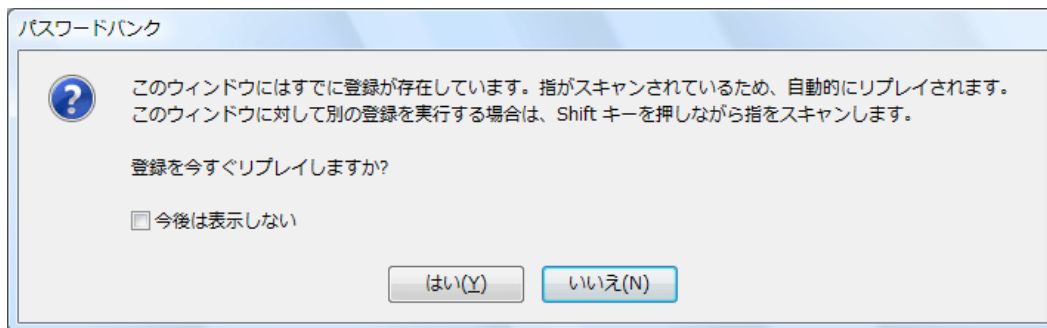 パスワードバンク
このウィンドウにはすでに登録が存在しています。指がスキャンされているため、自動的にリプレイされます。
このウィンドウに対して別の登録を実行する場合は、Shift キーを押しながら指をスキャンします。
登録を今すぐリプレイしますか?
今後は表示しない
はい(Y) いいえ(N)